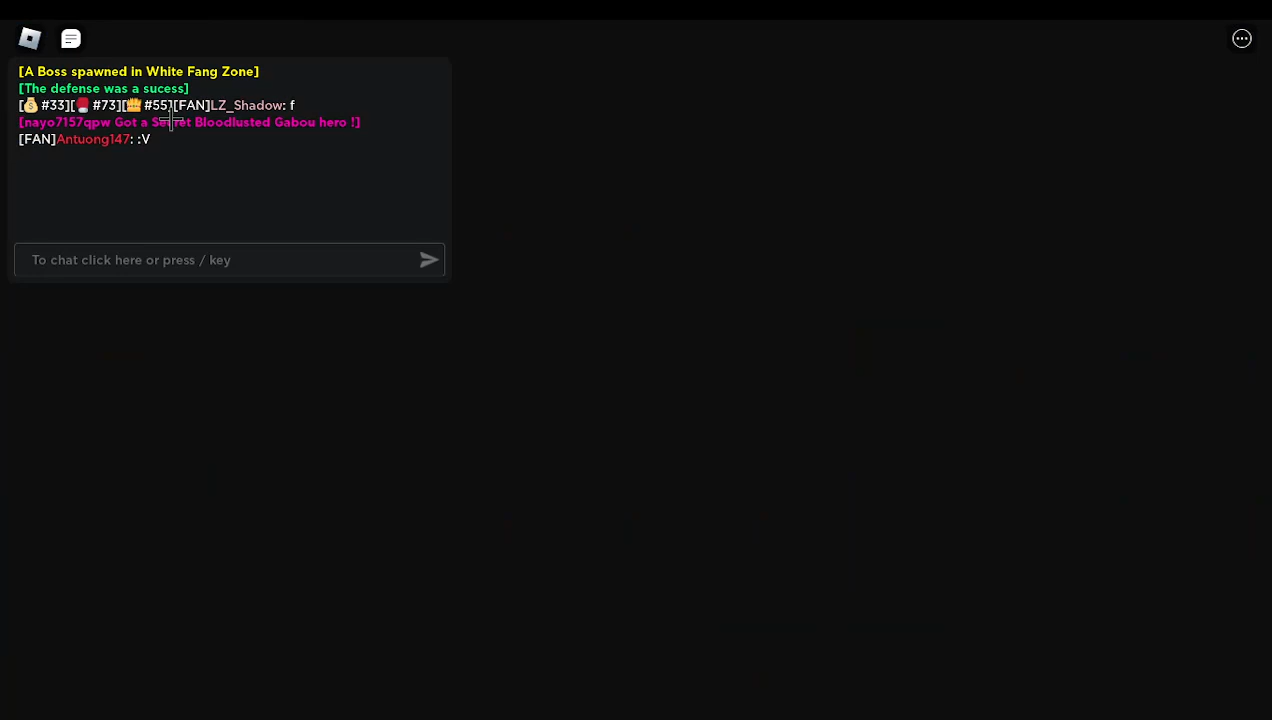 [A Boss spawned in White Fang Zone]
[The defense was a sucess]
[💰 #33][🥊 #73][👑 #55][FAN]LZ_Shadow: f
[nayo7157qpw Got a Secret Bloodlusted Gabou hero !]
[FAN]Antuong147: :V
To chat click here or press / key